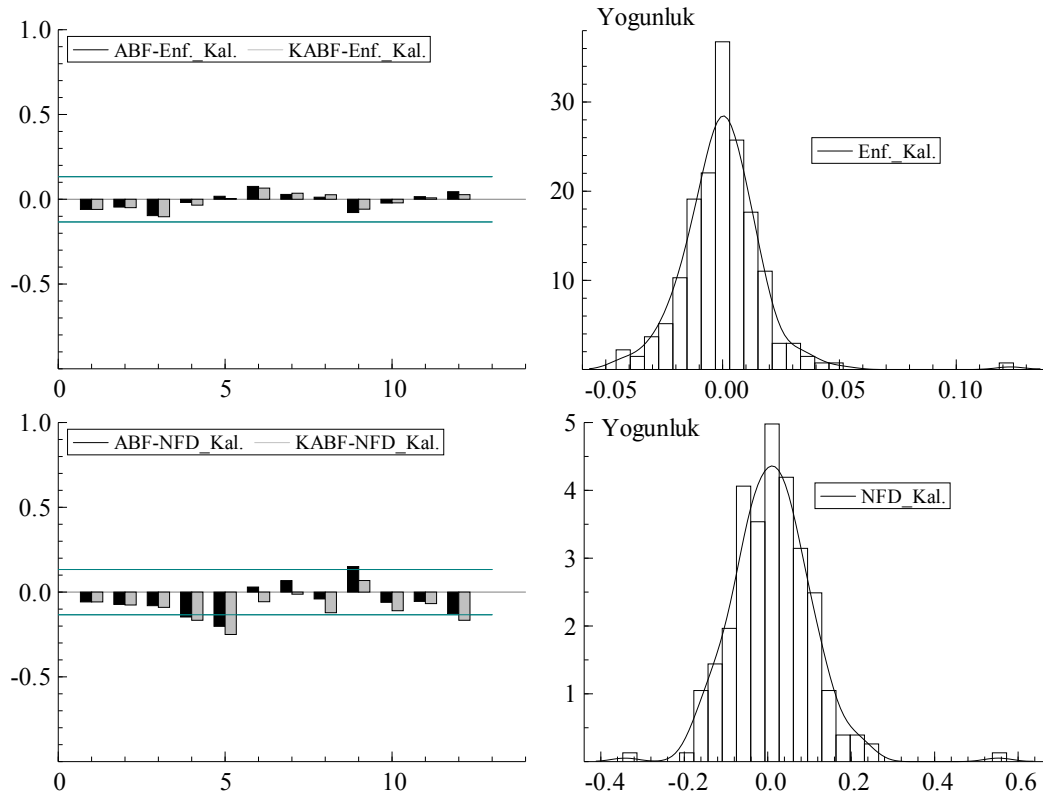 1.0
ABF-Enf._Kal. KABF-Enf._Kal.
0.5
0.0
-0.5
0 5 10
Yogunluk
30
20
10
Enf._Kal.
-0.05 0.00 0.05 0.10
1.0
ABF-NFD_Kal. KABF-NFD_Kal.
0.5
0.0
-0.5
0 5 10
5
Yogunluk
4
3
2
1
NFD_Kal.
-0.4 -0.2 0.0 0.2 0.4 0.6